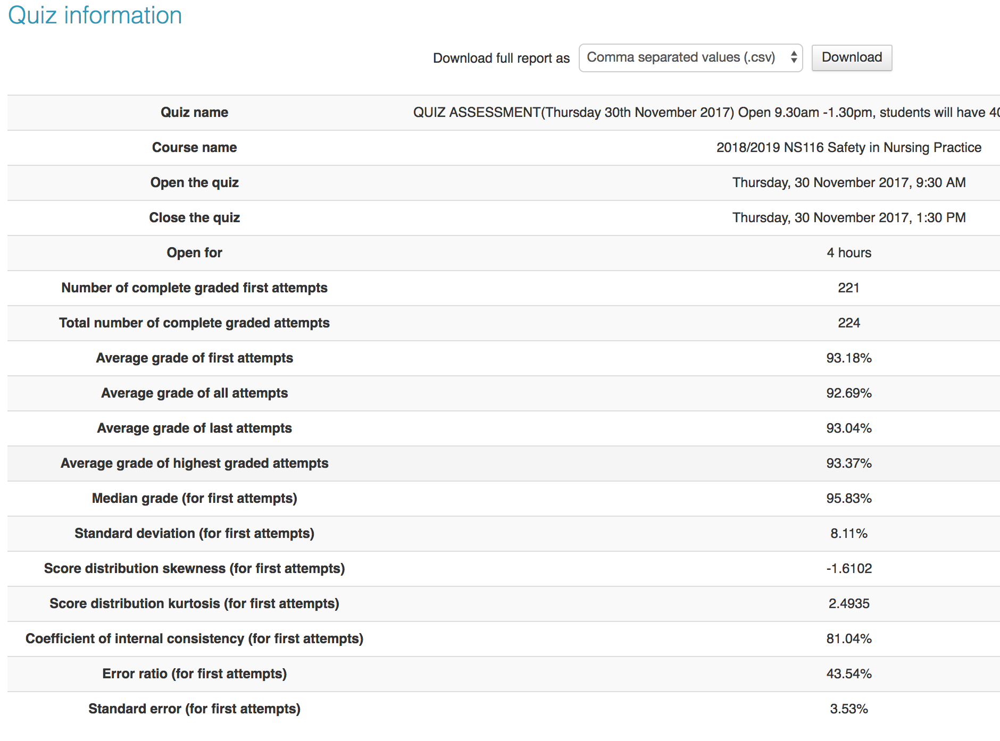 Quiz information
Download full report as Comma separated values (.csv) Download
Quiz name QUIZ ASSESSMENT(Thursday 30th November 2017) Open 9.30am -1.30pm, students will have 40
Course name 2018/2019 NS116 Safety in Nursing Practice
Open the quiz Thursday, 30 November 2017, 9:30 AM
Close the quiz Thursday, 30 November 2017, 1:30 PM
Open for 4 hours
Number of complete graded first attempts 221
Total number of complete graded attempts 224
Average grade of first attempts 93.18%
Average grade of all attempts 92.69%
Average grade of last attempts 93.04%
Average grade of highest graded attempts 93.37%
Median grade (for first attempts) 95.83%
Standard deviation (for first attempts) 8.11%
Score distribution skewness (for first attempts) -1.6102
Score distribution kurtosis (for first attempts) 2.4935
Coefficient of internal consistency (for first attempts) 81.04%
Error ratio (for first attempts) 43.54%
Standard error (for first attempts) 3.53%